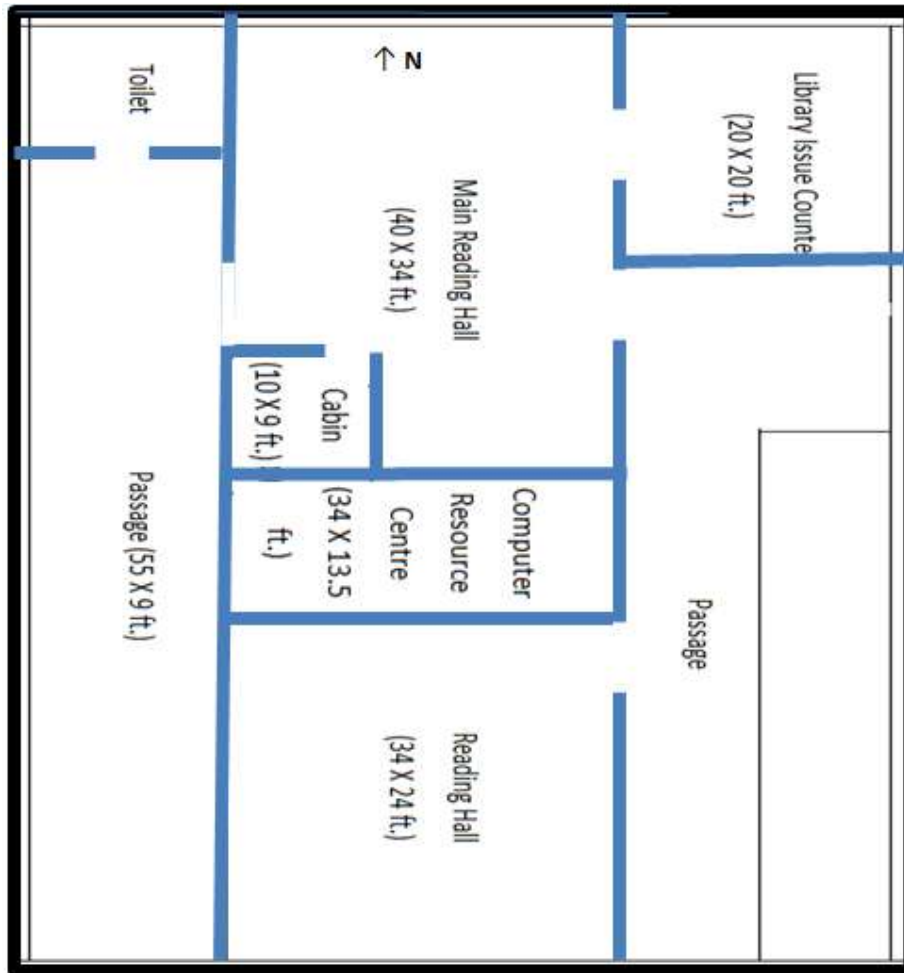 Library Issue Counte
(20 X 20 ft.)
Passage
↑ N
Main Reading Hall
(40 X 34 ft.)
Cabin
(10 X 9 ft.)
Computer
Resource
Centre
(34 X 13.5
ft.)
Reading Hall
(34 X 24 ft.)
Toilet
Passage (55 X 9 ft.)